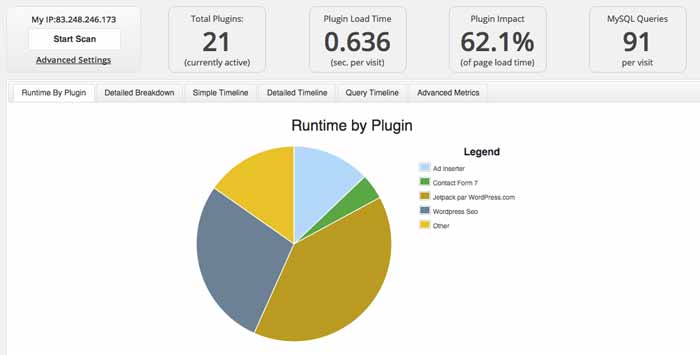 My IP:83.248.246.173
Start Scan
Advanced Settings
Total Plugins:
21
(currently active)
Plugin Load Time
0.636
(sec. per visit)
Plugin Impact
62.1%
(of page load time)
MySQL Queries
91
per visit
Runtime By Plugin
Detailed Breakdown
Simple Timeline
Detailed Timeline
Query Timeline
Advanced Metrics
Runtime by Plugin
Legend
Ad Inserter
Contact Form 7
Jetpack par WordPress.com
Wordpress Seo
Other